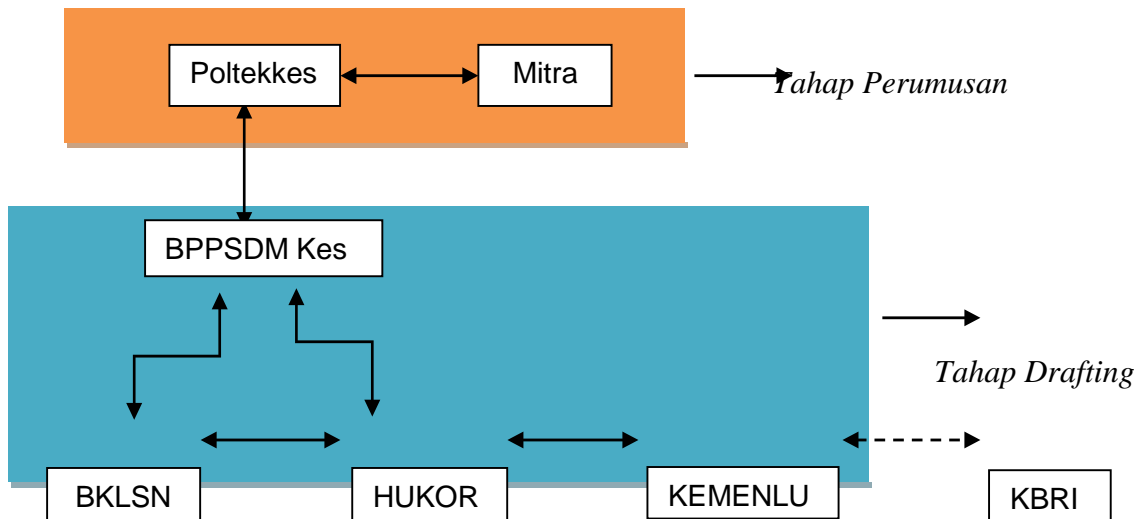 Poltekkes
Mitra
Tahap Perumusan
BPPSDM Kes
Tahap Drafting
BKLSN
HUKOR
KEMENLU
KBRI